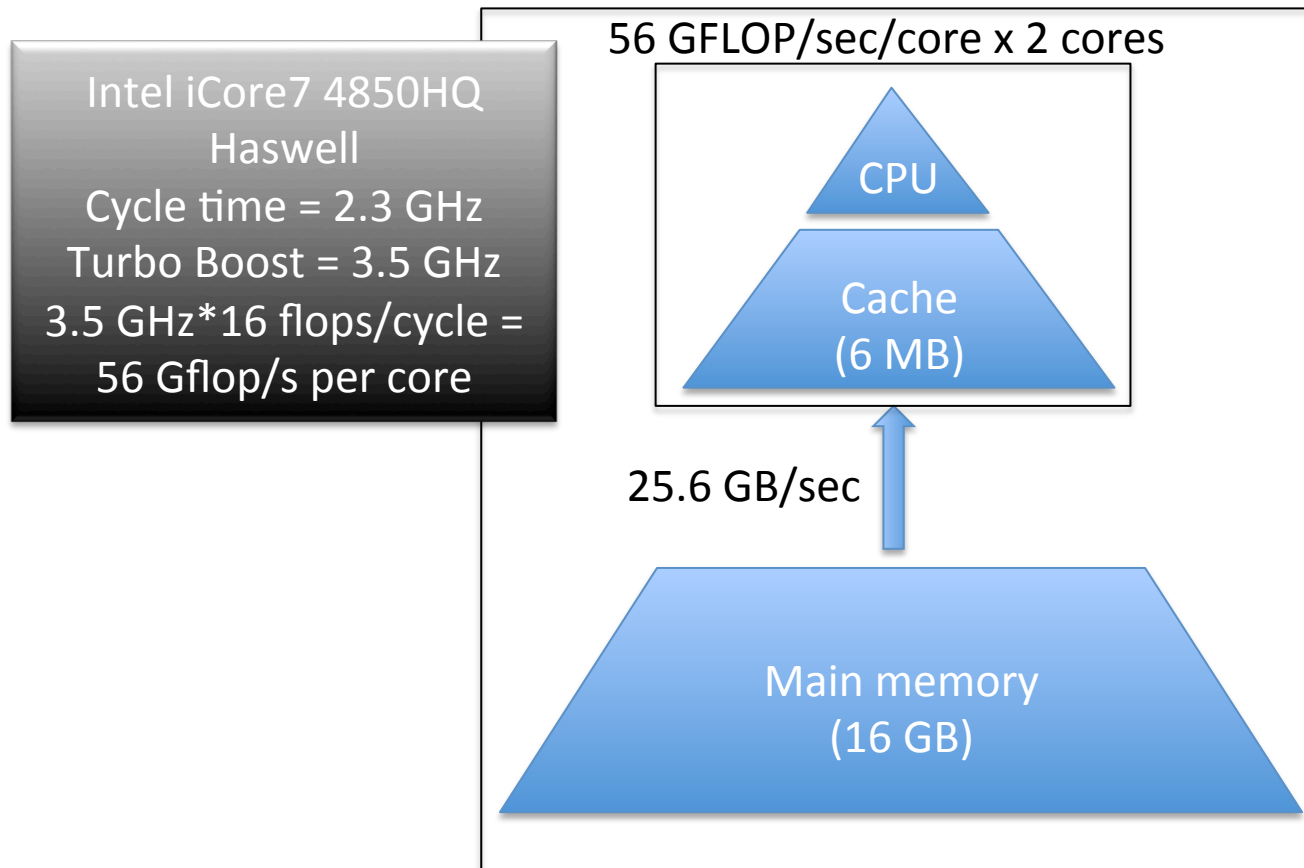 56 GFLOP/sec/core x 2 cores
Intel iCore7 4850HQ
Haswell
Cycle time = 2.3 GHz
Turbo Boost = 3.5 GHz
3.5 GHz*16 flops/cycle =
56 Gflop/s per core
CPU
Cache
(6 MB)
25.6 GB/sec
Main memory
(16 GB)